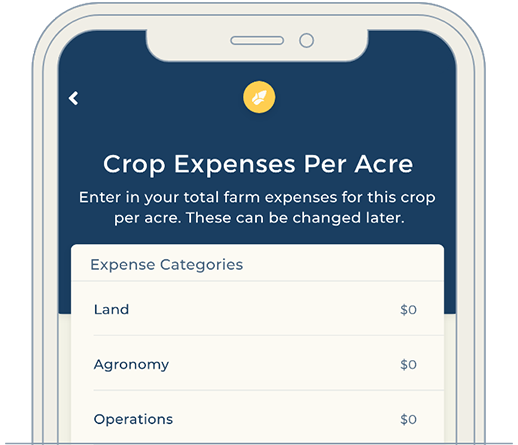 Crop Expenses Per Acre
Enter in your total farm expenses for this crop
per acre. These can be changed later.
Expense Categories
Land $0
Agronomy $0
Operations $0